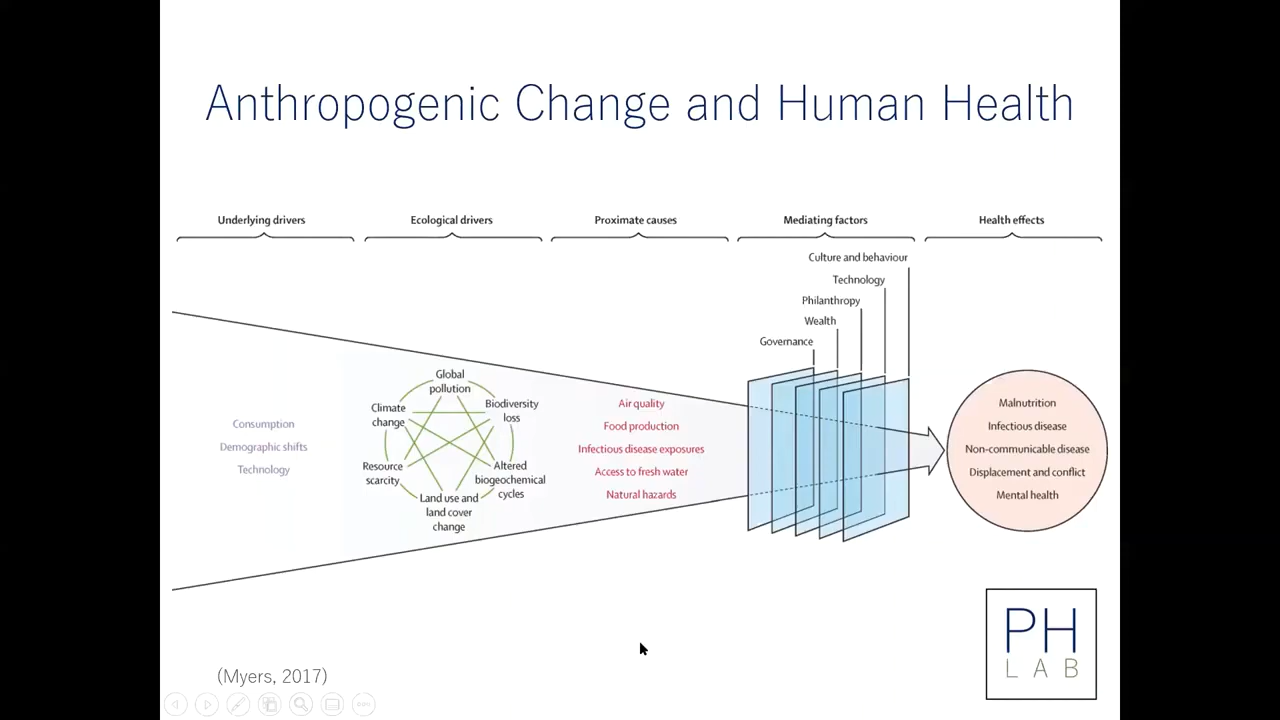 Anthropogenic Change and Human Health
Underlying drivers
Ecological drivers
Proximate causes
Mediating factors
Health effects
Consumption
Demographic shifts
Technology
Global
pollution
Biodiversity
loss
Altered
biogeochemical
cycles
Land use and
land cover
change
Resource
scarcity
Climate
change
Air quality
Food production
Infectious disease exposures
Access to fresh water
Natural hazards
Culture and behaviour
Technology
Philanthropy
Wealth
Governance
Malnutrition
Infectious disease
Non-communicable disease
Displacement and conflict
Mental health
(Myers, 2017)
PH
LAB